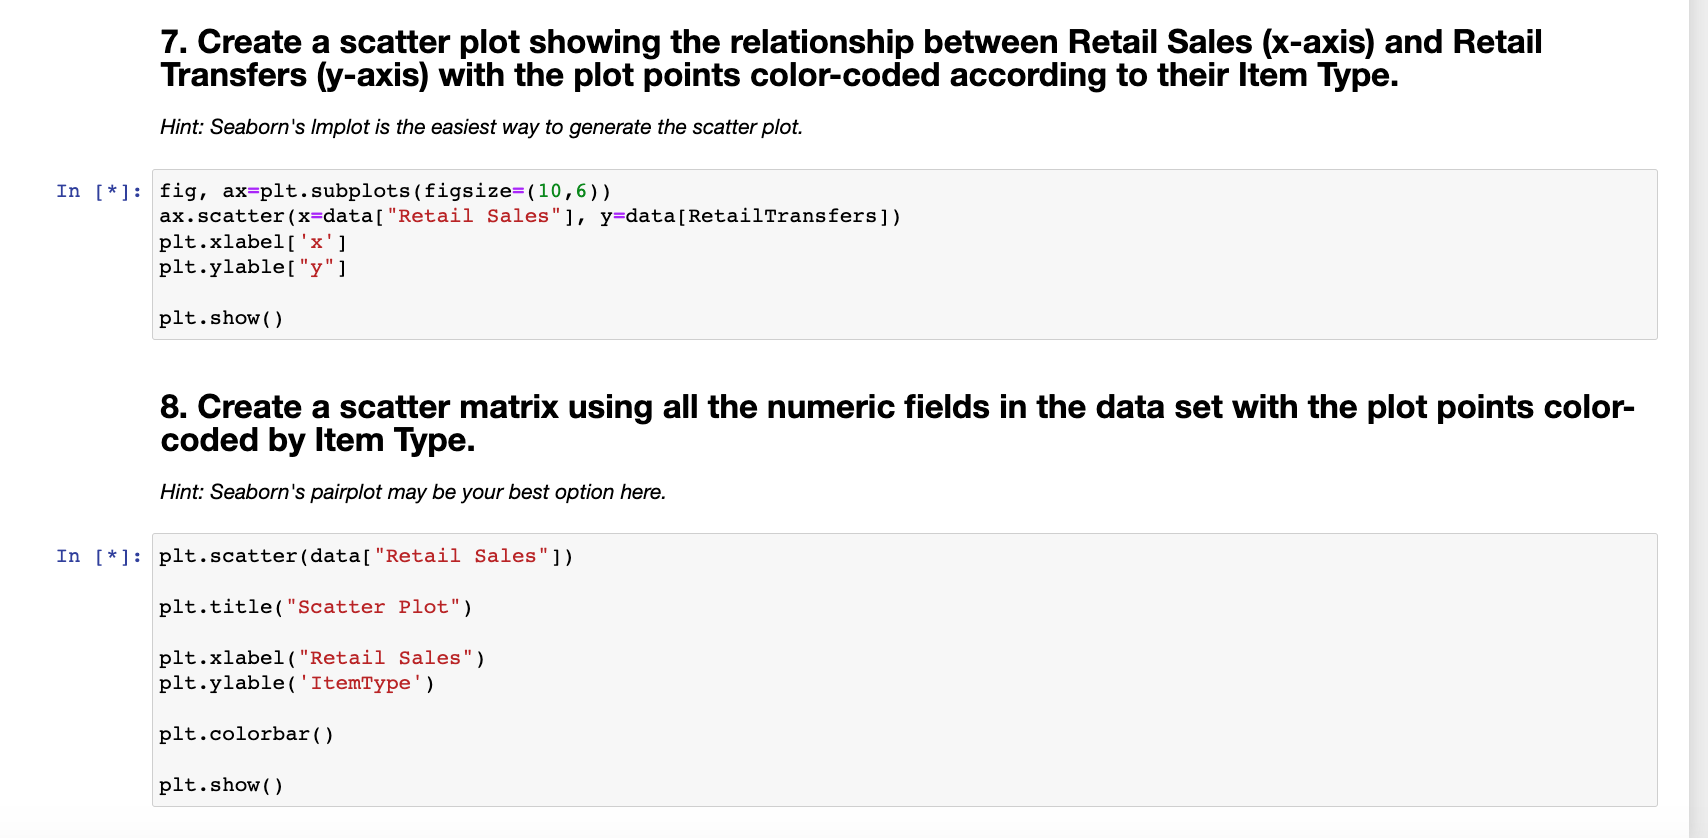 7. Create a scatter plot showing the relationship between Retail Sales (x-axis) and Retail
Transfers (y-axis) with the plot points color-coded according to their Item Type.
Hint: Seaborn's lmplot is the easiest way to generate the scatter plot.
In [*]: fig, ax=plt.subplots(figsize=(10,6))
ax.scatter(x=data["Retail Sales"], y=data[RetailTransfers])
plt.xlabel['x']
plt.ylable["y"]
plt.show()
8. Create a scatter matrix using all the numeric fields in the data set with the plot points color-
coded by Item Type.
Hint: Seaborn's pairplot may be your best option here.
In [*]: plt.scatter(data["Retail Sales"])
plt.title("Scatter Plot")
plt.xlabel("Retail Sales")
plt.ylable('ItemType')
plt.colorbar()
plt.show()